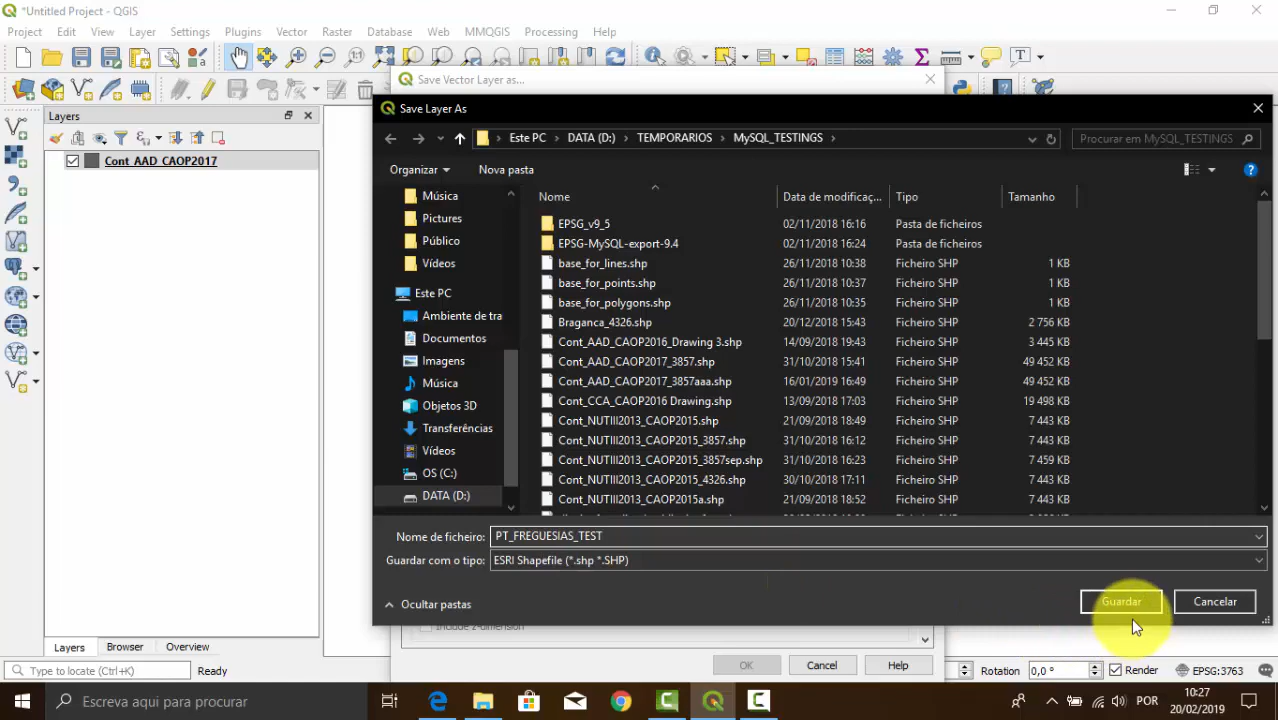 *Untitled Project - QGIS
Project Edit View Layer Settings Plugins Vector Raster Database Web MMQGIS Processing Help
Save Vector Layer as...
Layers
Save Layer As
Este PC DATA (D:) TEMPORARIOS MySQL_TESTINGS
Procurar em MySQL_TESTINGS
Cont_AAD_CAOP2017
Organizar Nova pasta
Música
Pictures
Público
Vídeos
Este PC
Ambiente de tra
Documentos
Imagens
Música
Objetos 3D
Transferências
Vídeos
OS (C:)
DATA (D:)
Nome Data de modificaç... Tipo Tamanho
EPSG_v9_5 02/11/2018 16:16 Pasta de ficheiros
EPSG-MySQL-export-9.4 02/11/2018 16:24 Pasta de ficheiros
base_for_lines.shp 26/11/2018 10:38 Ficheiro SHP 1 KB
base_for_points.shp 26/11/2018 10:37 Ficheiro SHP 1 KB
base_for_polygons.shp 26/11/2018 10:35 Ficheiro SHP 1 KB
Braganca_4326.shp 20/12/2018 15:43 Ficheiro SHP 2 756 KB
Cont_AAD_CAOP2016_Drawing 3.shp 14/09/2018 19:43 Ficheiro SHP 3 445 KB
Cont_AAD_CAOP2017_3857.shp 31/10/2018 15:41 Ficheiro SHP 49 452 KB
Cont_AAD_CAOP2017_3857aaa.shp 16/01/2019 16:49 Ficheiro SHP 49 452 KB
Cont_CCA_CAOP2016 Drawing.shp 13/09/2018 17:03 Ficheiro SHP 19 498 KB
Cont_NUTIII2013_CAOP2015.shp 21/09/2018 18:49 Ficheiro SHP 7 443 KB
Cont_NUTIII2013_CAOP2015_3857.shp 31/10/2018 16:12 Ficheiro SHP 7 443 KB
Cont_NUTIII2013_CAOP2015_3857sep.shp 31/10/2018 16:23 Ficheiro SHP 7 459 KB
Cont_NUTIII2013_CAOP2015_4326.shp 30/10/2018 17:11 Ficheiro SHP 7 443 KB
Cont_NUTIII2013_CAOP2015a.shp 21/09/2018 18:52 Ficheiro SHP 7 443 KB
Nome de ficheiro: PT_FREGUESIAS_TEST
Guardar com o tipo: ESRI Shapefile (*.shp *.SHP)
Ocultar pastas Guardar Cancelar
Include z-dimension
Layers Browser Overview
OK Cancel Help
Type to locate (Ctrl+K) Ready Rotation 0,0 ° Render EPSG:3763
Escreva aqui para procurar
POR
10:27
20/02/2019